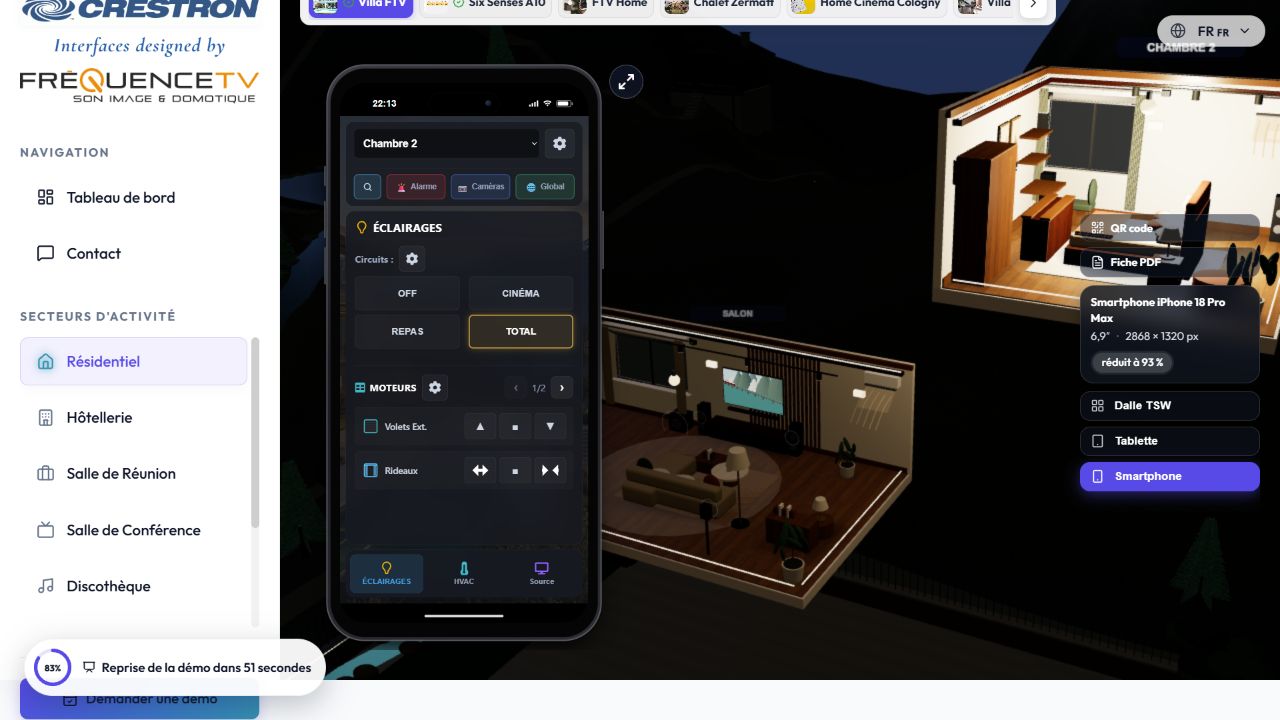 CRESTRON
Interfaces designed by
FRÉQUENCETV
SON IMAGE & DOMOTIQUE
NAVIGATION
Tableau de bord
Contact
SECTEURS D'ACTIVITÉ
Résidentiel
Hôtellerie
Salle de Réunion
Salle de Conférence
Discothèque
83%
Reprise de la démo dans 51 secondes
Demander une démo
Villa FTV
Six Senses A10
FTV Home
Chalet Zermatt
Home Cinema Cologny
Villa
FR FR
CHAMBRE 2
22:13
Chambre 2
Alarme
Caméras
Global
ÉCLAIRAGES
Circuits :
OFF
CINÉMA
REPAS
TOTAL
MOTEURS
1/2
Volets Ext.
Rideaux
ÉCLAIRAGES
HVAC
Source
SALON
QR code
Fiche PDF
Smartphone iPhone 18 Pro
Max
6,9" · 2868 × 1320 px
réduit à 93 %
Dalle TSW
Tablette
Smartphone